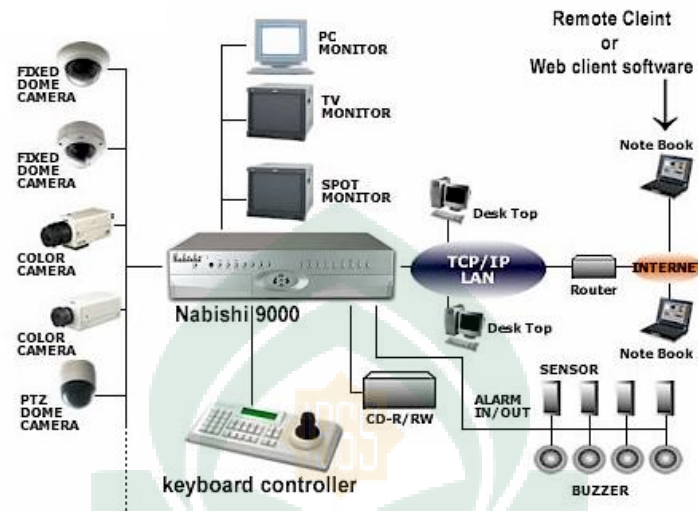 Remote Cleint
or
Web client software
PC
MONITOR
FIXED
DOME
CAMERA
TV
MONITOR
FIXED
DOME
CAMERA
SPOT
MONITOR
Note Book
Desk Top
COLOR
CAMERA
Nabishi
TCP/IP
LAN
Router
INTERNET
Nabishi 9000
Desk Top
COLOR
CAMERA
Note Book
PTZ
DOME
CAMERA
CD-R/RW
ALARM
IN/OUT
SENSOR
BUZZER
keyboard controller